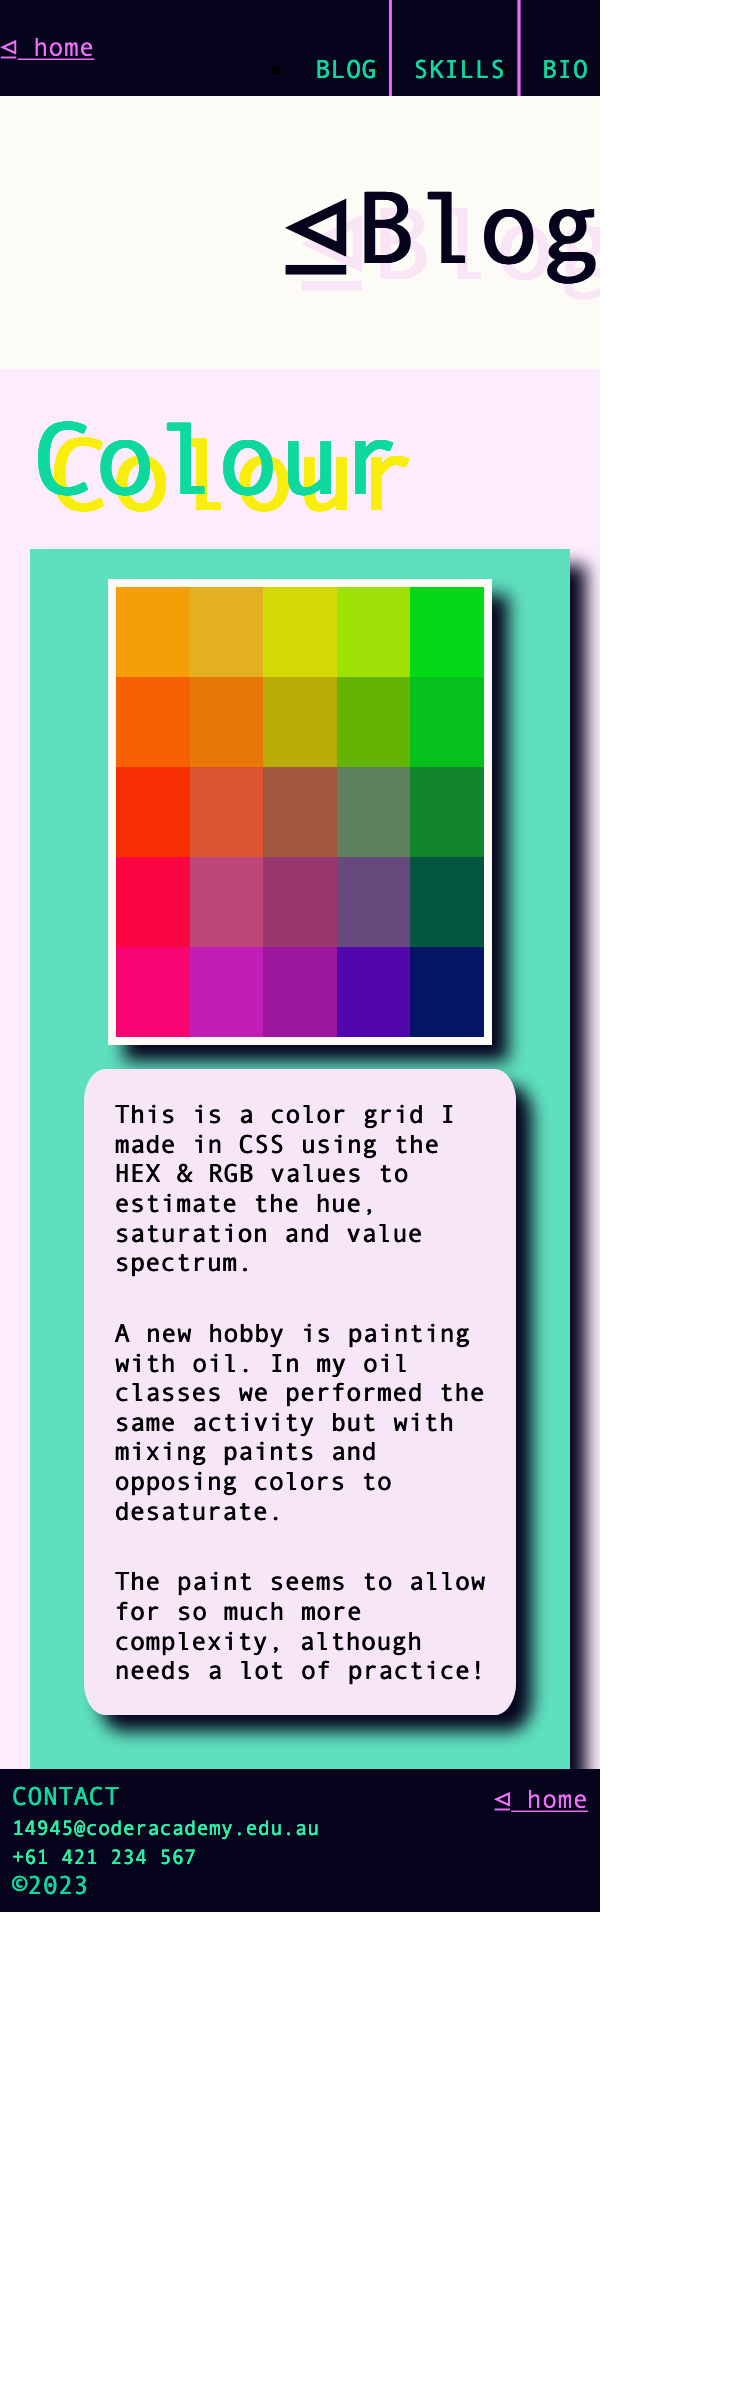 ⊴ home
BLOG SKILLS BIO
⊴Blog
Colour
This is a color grid I
made in CSS using the
HEX & RGB values to
estimate the hue,
saturation and value
spectrum.
A new hobby is painting
with oil. In my oil
classes we performed the
same activity but with
mixing paints and
opposing colors to
desaturate.
The paint seems to allow
for so much more
complexity, although
needs a lot of practice!
CONTACT
⊴ home
14945@coderacademy.edu.au
+61 421 234 567
©2023